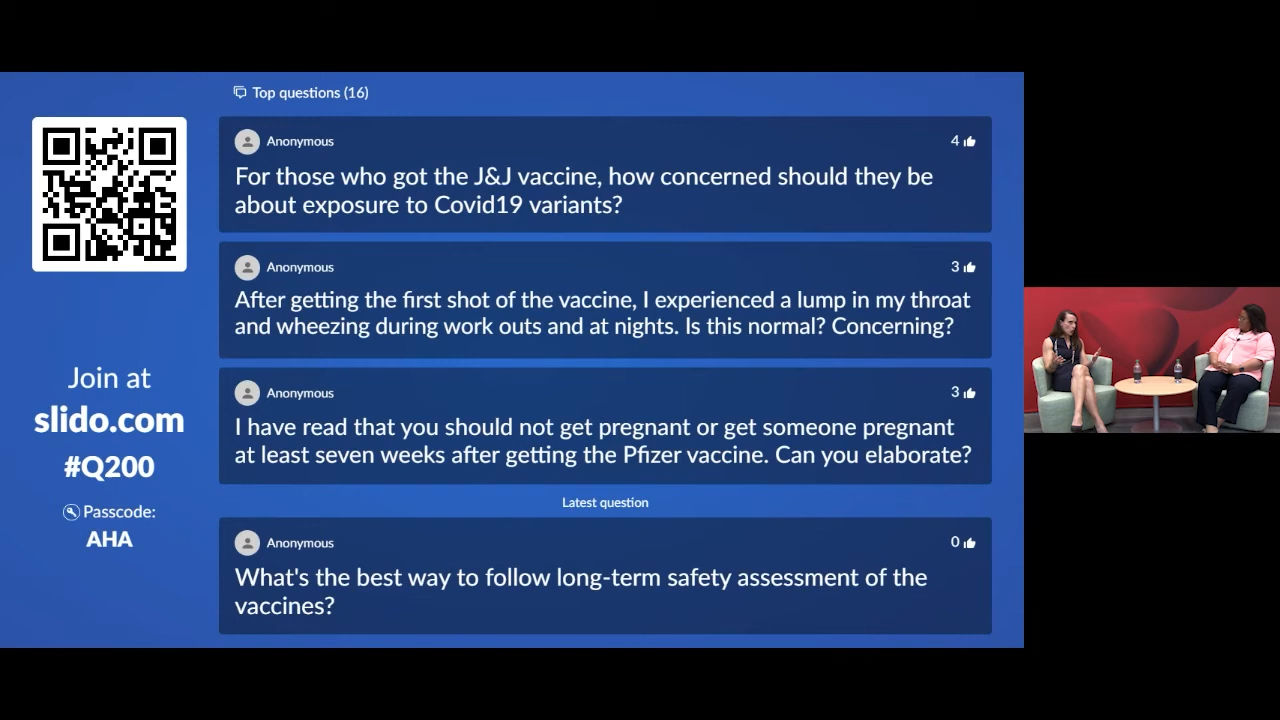 Top questions (16)
Anonymous
4
For those who got the J&J vaccine, how concerned should they be
about exposure to Covid19 variants?
Anonymous
3
After getting the first shot of the vaccine, I experienced a lump in my throat
and wheezing during work outs and at nights. Is this normal? Concerning?
Anonymous
3
I have read that you should not get pregnant or get someone pregnant
at least seven weeks after getting the Pfizer vaccine. Can you elaborate?
Latest question
Anonymous
0
What's the best way to follow long-term safety assessment of the
vaccines?
Join at
slido.com
#Q200
Passcode:
AHA